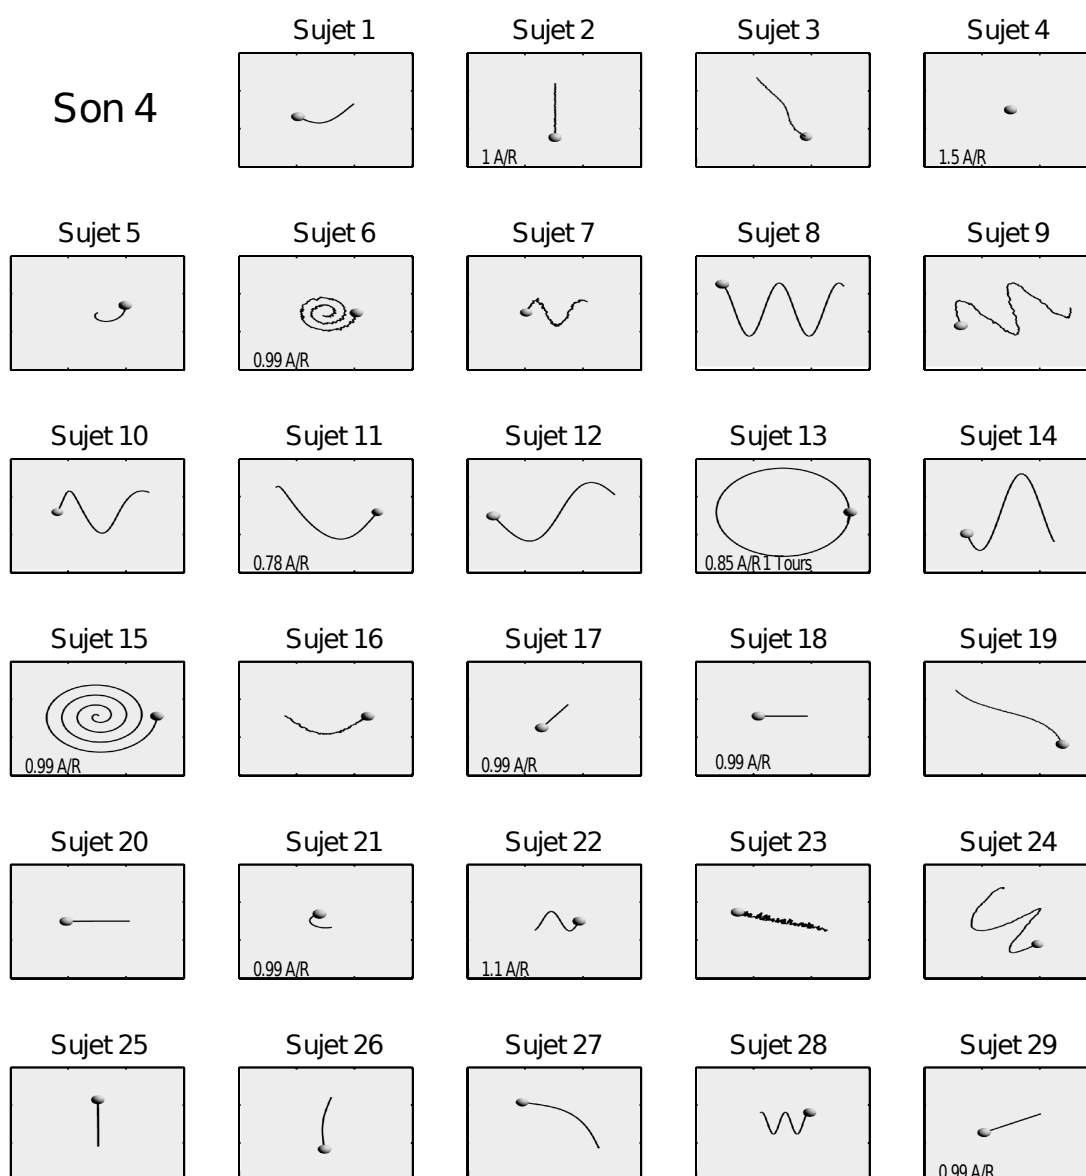 Sujet 1 Sujet 2 Sujet 3 Sujet 4
Son 4
1 A/R 1.5 A/R
Sujet 5 Sujet 6 Sujet 7 Sujet 8 Sujet 9
0.99 A/R
Sujet 10 Sujet 11 Sujet 12 Sujet 13 Sujet 14
0.78 A/R 0.85 A/R 1 Tours
Sujet 15 Sujet 16 Sujet 17 Sujet 18 Sujet 19
0.99 A/R 0.99 A/R 0.99 A/R
Sujet 20 Sujet 21 Sujet 22 Sujet 23 Sujet 24
0.99 A/R 1.1 A/R
Sujet 25 Sujet 26 Sujet 27 Sujet 28 Sujet 29
0.99 A/R